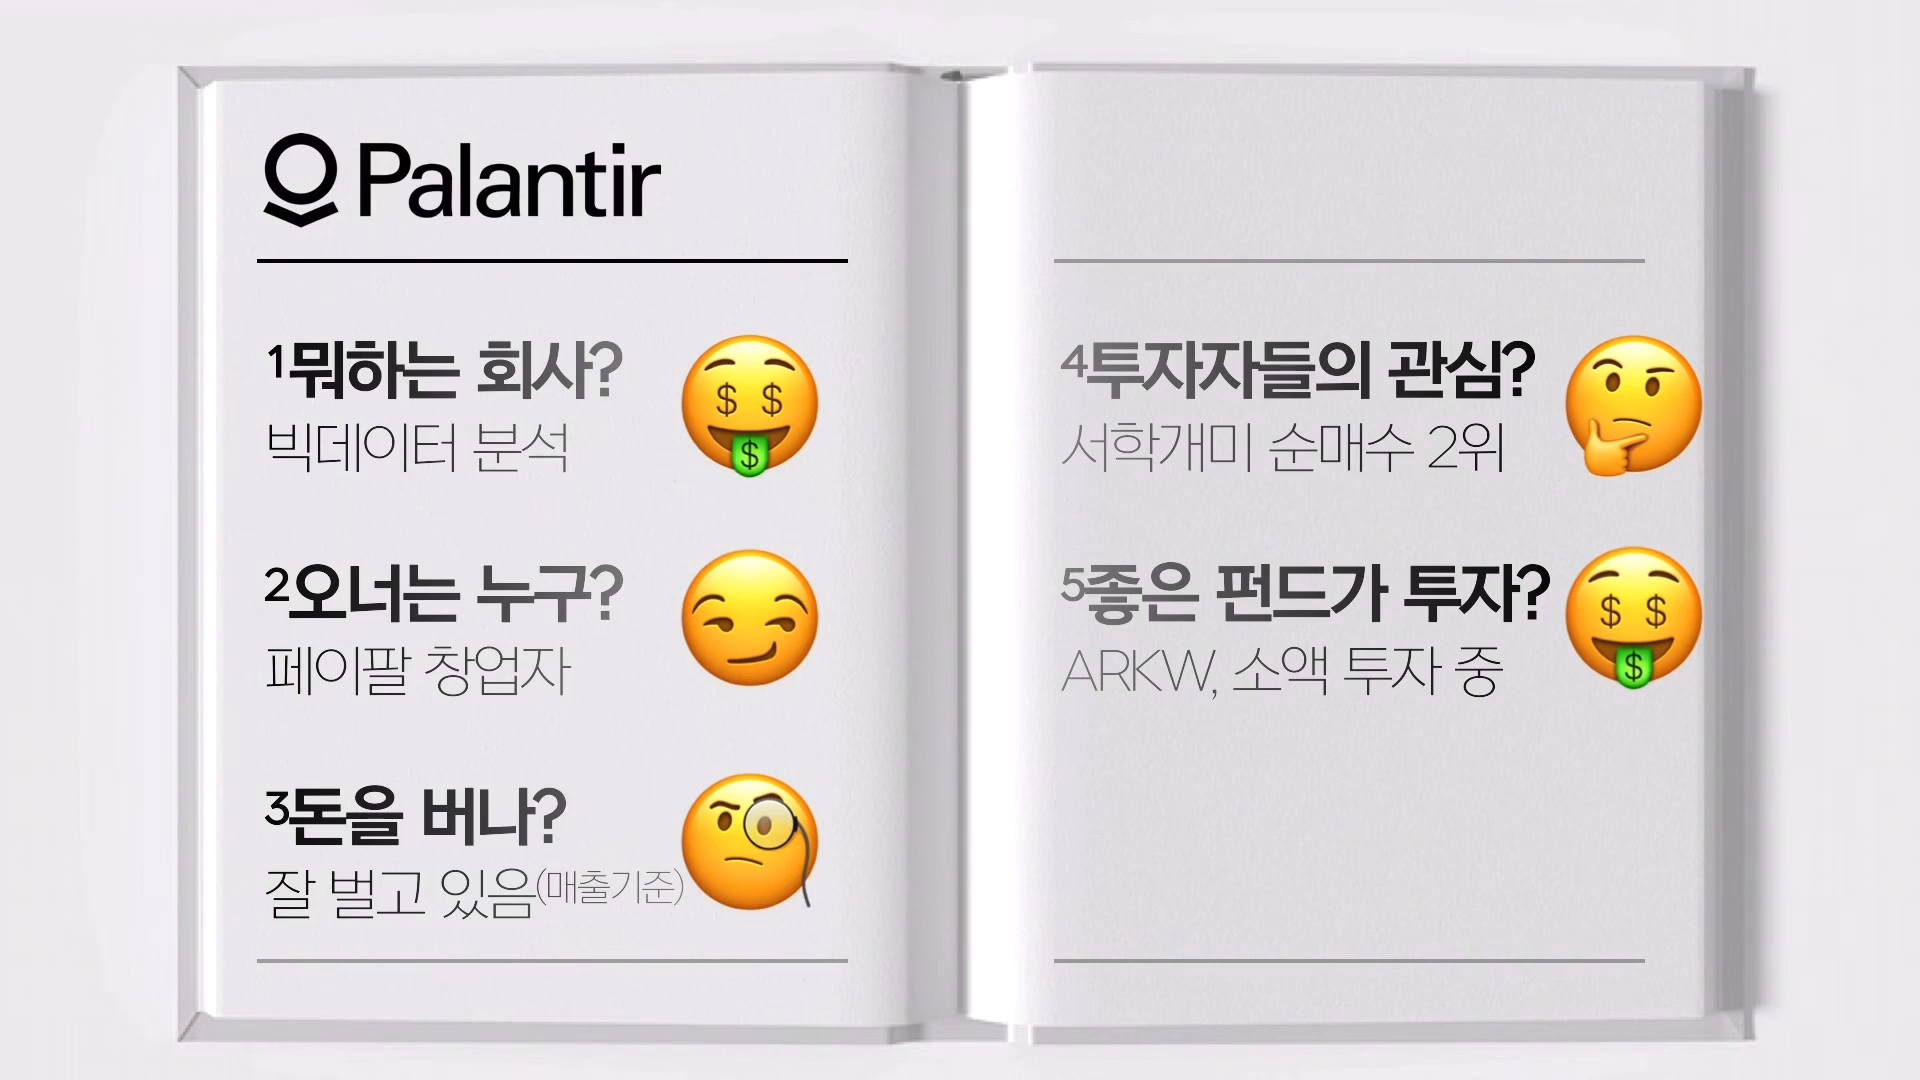 Palantir
1뭐하는 회사?
빅데이터 분석
2오너는 누구?
페이팔 창업자
3돈을 버나?
잘 벌고 있음(매출기준)
4투자자들의 관심?
서학개미 순매수 2위
5좋은 펀드가 투자?
ARKW, 소액 투자 중